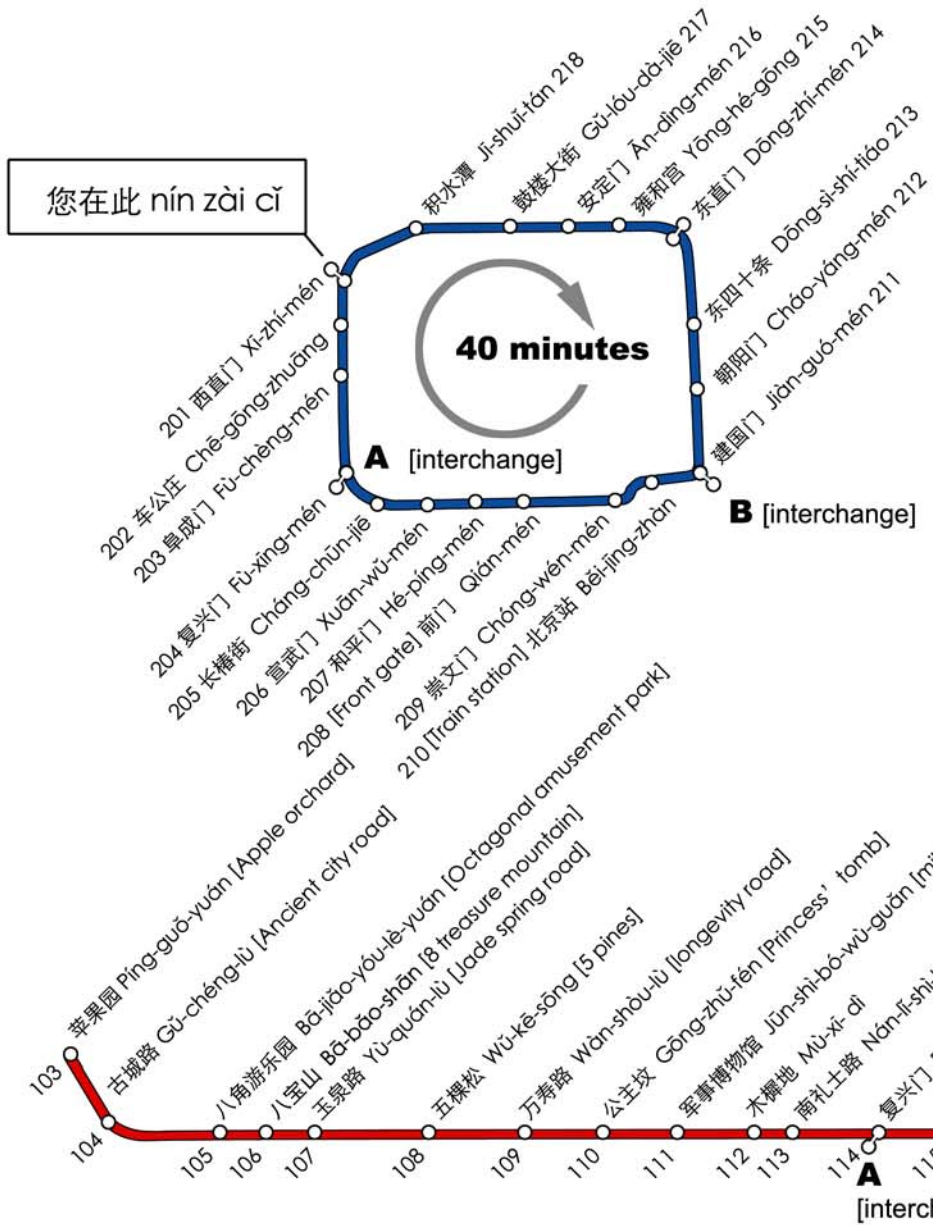 您在此 nín zài cǐ
积水潭 Jī-shuǐ-tán 218
鼓楼大街 Gǔ-lóu-dà-jiē 217
安定门 Ān-dìng-mén 216
雍和宫 Yōng-hé-gōng 215
东直门 Dōng-zhí-mén 214
东四十条 Dōng-sì-shí-tiáo 213
朝阳门 Cháo-yáng-mén 212
建国门 Jiàn-guó-mén 211
40 minutes
201 西直门 Xī-zhí-mén
202 车公庄 Chē-gōng-zhuāng
203 阜成门 Fù-chèng-mén
A [interchange]
B [interchange]
204 复兴门 Fù-xīng-mén
205 长椿街 Cháng-chūn-jiē
206 宣武门 Xuān-wǔ-mén
207 和平门 Hé-píng-mén
208 [Front gate] 前门 Qián-mén
209 崇文门 Chóng-wén-mén
210 [Train station] 北京站 Běi-jīng-zhàn
苹果园 Píng-guǒ-yuán [Apple orchard]
古城路 Gǔ-chéng-lù [Ancient city road]
八角游乐园 Bā-jiǎo-yóu-lè-yuán [Octagonal amusement park]
八宝山 Bā-bǎo-shān [8 treasure mountain]
玉泉路 Yù-quán-lù [Jade spring road]
五棵松 Wǔ-kē-sōng [5 pines]
万寿路 Wàn-shòu-lù [longevity road]
公主坟 Gōng-zhǔ-fén [Princess' tomb]
军事博物馆 Jūn-shì-bó-wù-guǎn
木樨地 Mù-xī-dì
南礼士路 Nán-lǐ-shì-
复兴门
103
104
105
106
107
108
109
110
111
112
113
114
115
A
[interch